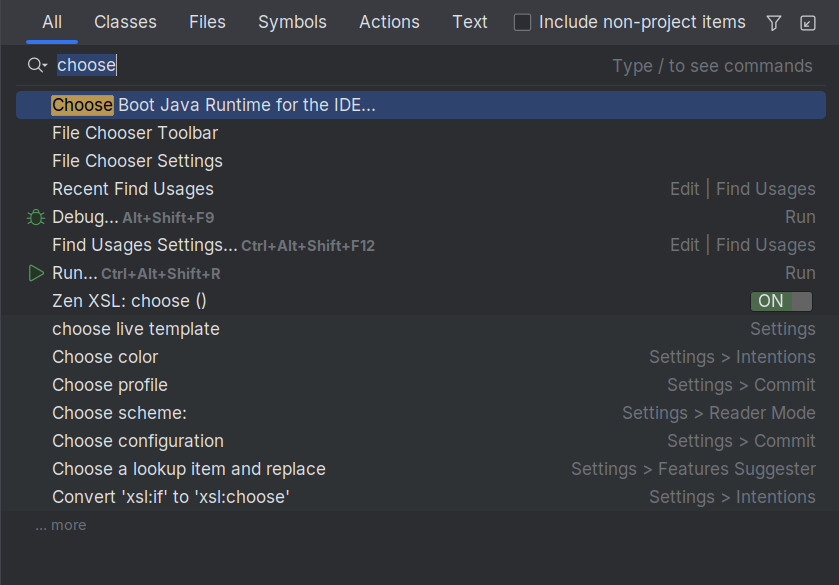 All Classes Files Symbols Actions Text Include non-project items
choose Type / to see commands
Choose Boot Java Runtime for the IDE...
File Chooser Toolbar
File Chooser Settings
Recent Find Usages Edit | Find Usages
Debug... Alt+Shift+F9 Run
Find Usages Settings... Ctrl+Alt+Shift+F12 Edit | Find Usages
Run... Ctrl+Alt+Shift+R Run
Zen XSL: choose () ON
choose live template Settings
Choose color Settings > Intentions
Choose profile Settings > Commit
Choose scheme: Settings > Reader Mode
Choose configuration Settings > Commit
Choose a lookup item and replace Settings > Features Suggester
Convert 'xsl:if' to 'xsl:choose' Settings > Intentions
... more